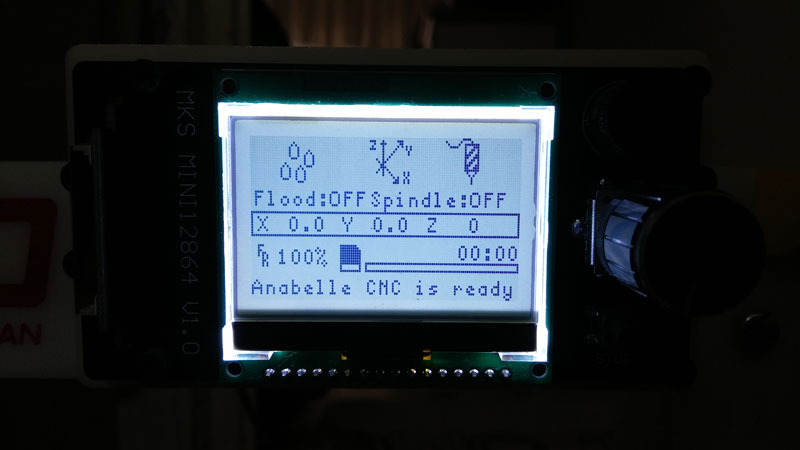 MKS MINI12864 V1.0
Z Y
X
Flood:OFF Spindle:OFF
X 0.0 Y 0.0 Z 0
FR 100% 00:00
Anabelle CNC is ready
AN